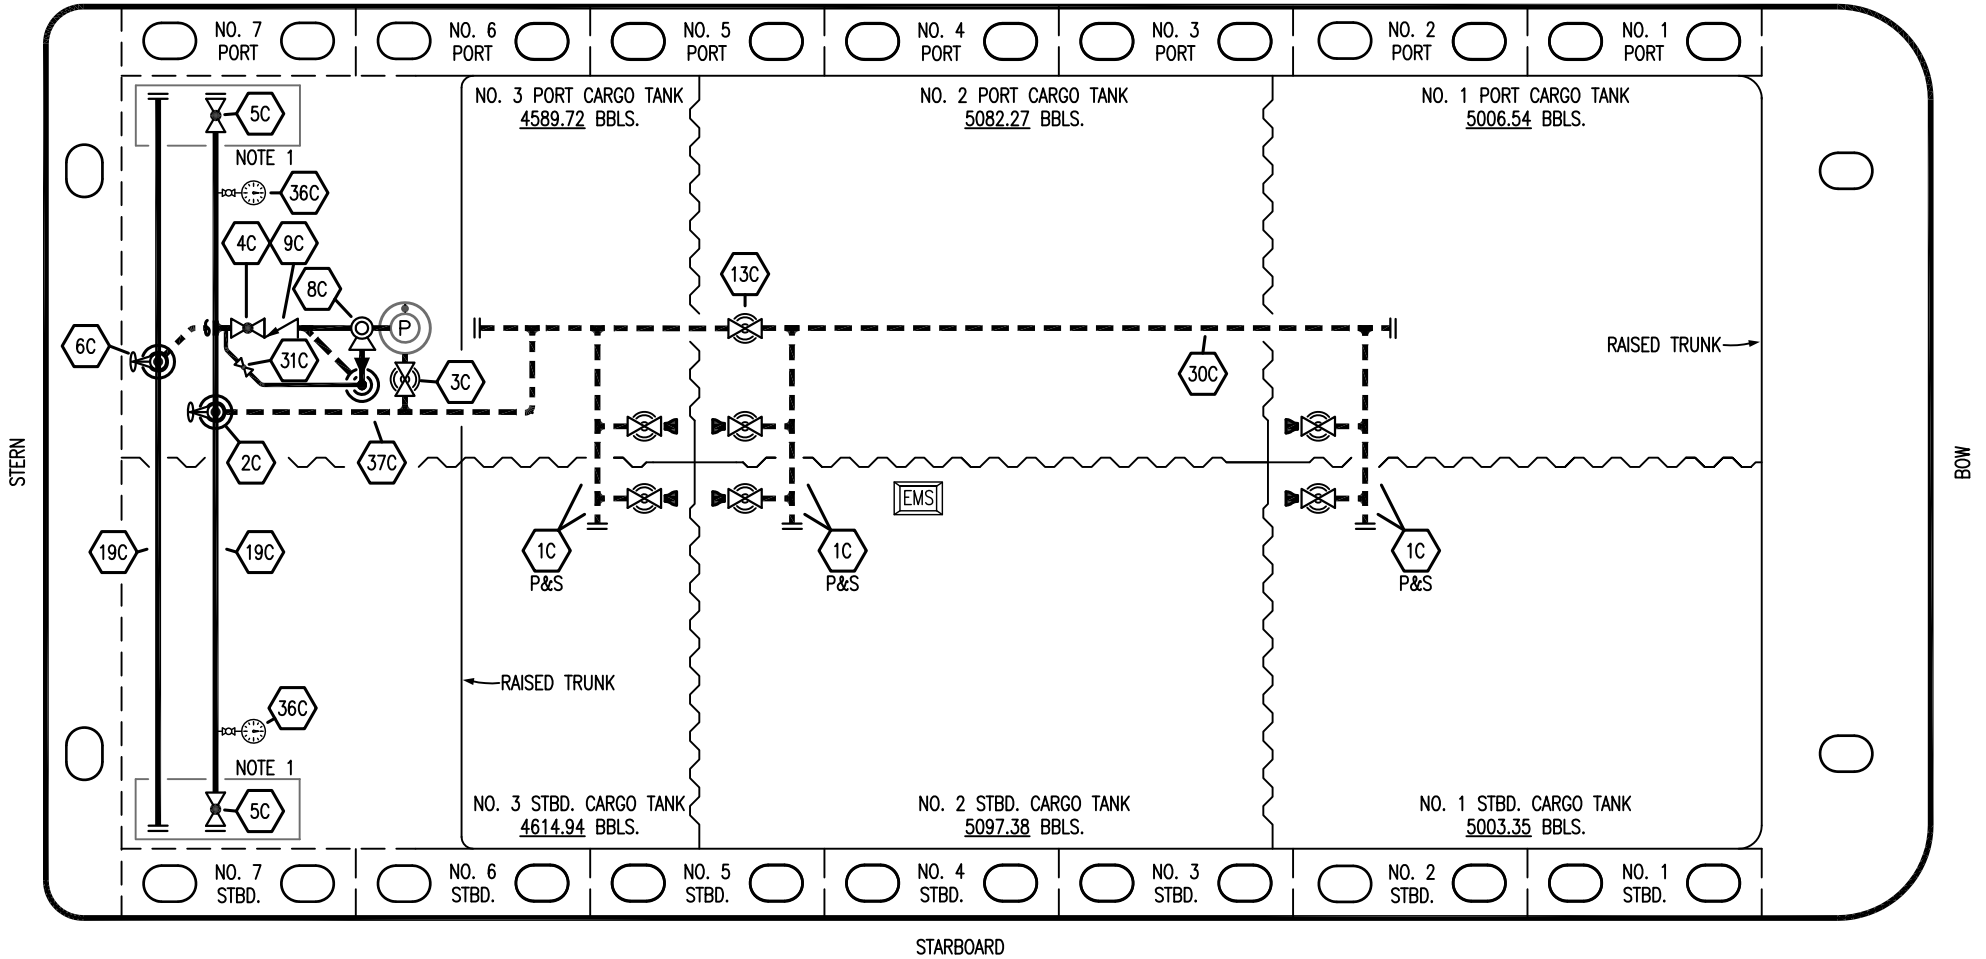 NO. 7
PORT
NO. 6
PORT
NO. 5
PORT
NO. 4
PORT
NO. 3
PORT
NO. 2
PORT
NO. 1
PORT
NO. 3 PORT CARGO TANK
4589.72 BBLS.
NO. 2 PORT CARGO TANK
5082.27 BBLS.
NO. 1 PORT CARGO TANK
5006.54 BBLS.
5C
NOTE 1
36C
4C
9C
8C
13C
P
6C
31C
3C
30C
RAISED TRUNK
2C
37C
STERN
BOW
EMS
19C
19C
1C
P&S
1C
P&S
1C
P&S
RAISED TRUNK
36C
NOTE 1
5C
NO. 3 STBD. CARGO TANK
4614.94 BBLS.
NO. 2 STBD. CARGO TANK
5097.38 BBLS.
NO. 1 STBD. CARGO TANK
5003.35 BBLS.
NO. 7
STBD.
NO. 6
STBD.
NO. 5
STBD.
NO. 4
STBD.
NO. 3
STBD.
NO. 2
STBD.
NO. 1
STBD.
STARBOARD